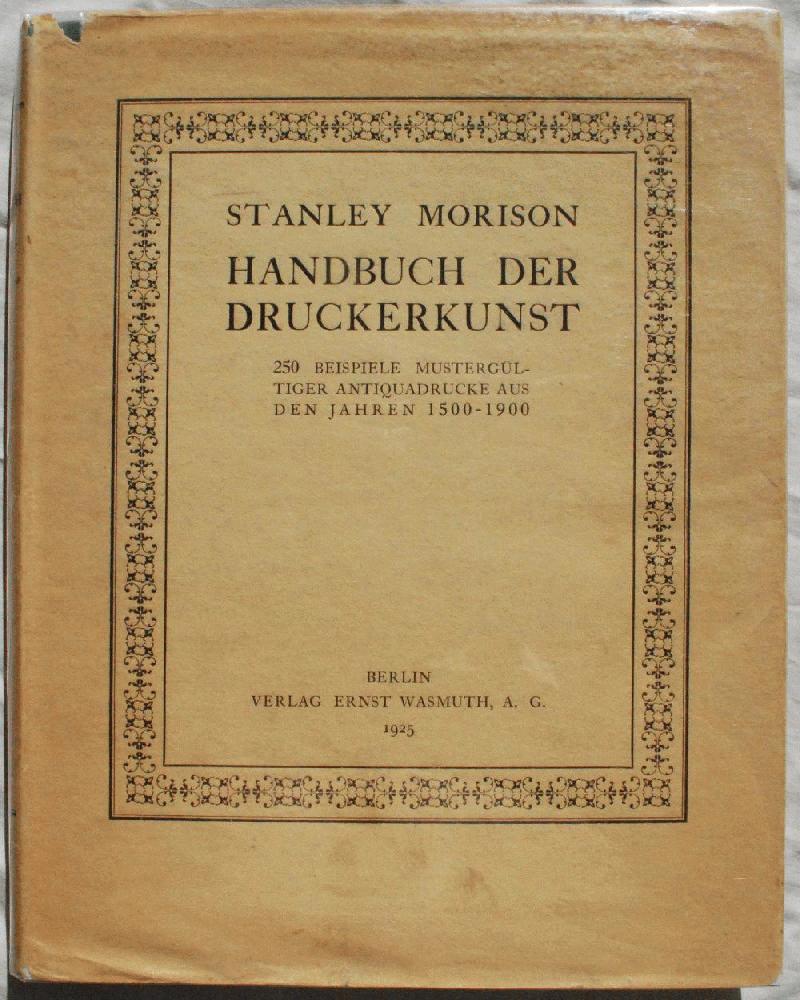 STANLEY MORISON
HANDBUCH DER
DRUCKERKUNST
250 BEISPIELE MUSTERGÜL-
TIGER ANTIQUADRUCKE AUS
DEN JAHREN 1500-1900
BERLIN
VERLAG ERNST WASMUTH, A. G.
1925